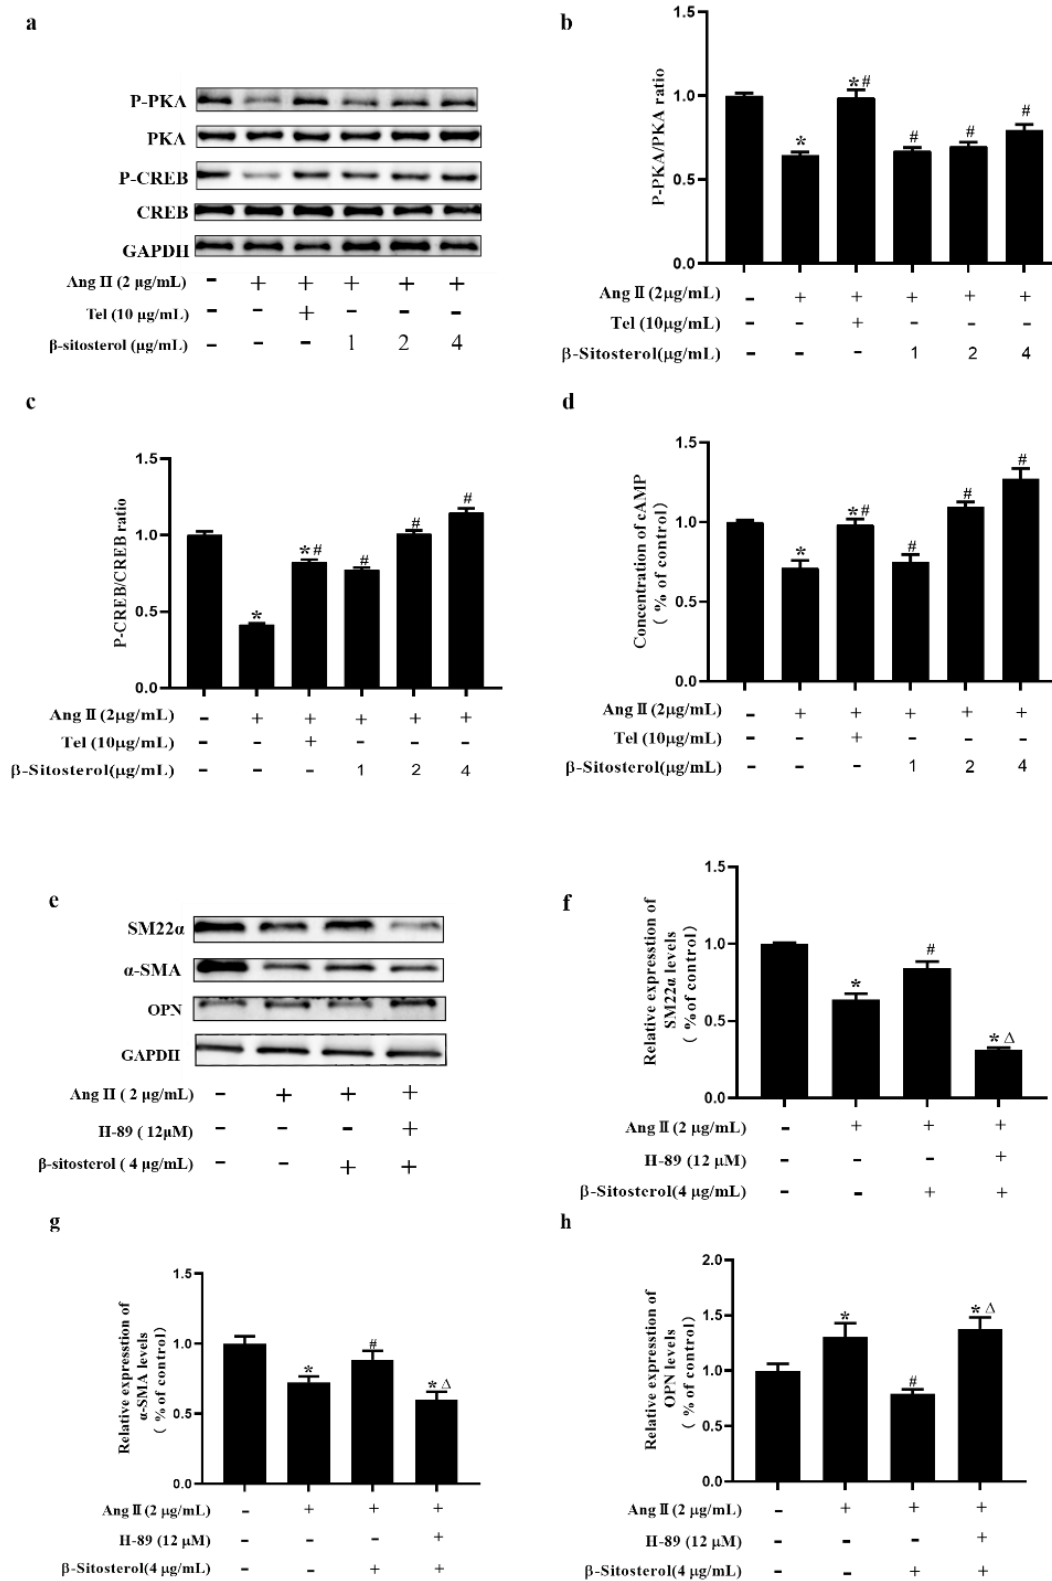 a
P-PKA
PKA
P-CREB
CREB
GAPDH
Ang II (2 μg/mL) - + + + + +
Tel (10 μg/mL) - - + - - -
β-sitosterol (μg/mL) - - - 1 2 4
b
P-PKA/PKA ratio
1.5
1.0
0.5
0.0
* *# # # #
Ang Ⅱ (2μg/mL) - + + + + +
Tel (10μg/mL) - - + - - -
β-Sitosterol(μg/mL) - - - 1 2 4
c
P-CREB/CREB ratio
1.5
1.0
0.5
0.0
* *# # # #
Ang Ⅱ (2μg/mL) - + + + + +
Tel (10μg/mL) - - + - - -
β-Sitosterol(μg/mL) - - - 1 2 4
d
Concentration of cAMP
( % of control)
1.5
1.0
0.5
0.0
* *# # # #
Ang Ⅱ (2μg/mL) - + + + + +
Tel (10μg/mL) - - + - - -
β-Sitosterol(μg/mL) - - - 1 2 4
e
SM22α
α-SMA
OPN
GAPDH
Ang II ( 2 μg/mL) - + + +
H-89 ( 12μM) - - - +
β-sitosterol ( 4 μg/mL) - - + +
f
Relative experession of
SM22α levels
( % of control)
1.5
1.0
0.5
0.0
* # * Δ
Ang Ⅱ (2 μg/mL) - + + +
H-89 (12 μM) - - - +
β-Sitosterol(4 μg/mL) - - + +
g
Relative experesstion of
α-SMA levels
( % of control)
1.5
1.0
0.5
0.0
* # * Δ
Ang Ⅱ (2 μg/mL) - + + +
H-89 (12 μM) - - - +
β-Sitosterol(4 μg/mL) - - + +
h
Relative experession of
OPN levels
( % of control)
2.0
1.5
1.0
0.5
0.0
* # * Δ
Ang Ⅱ (2 μg/mL) - + + +
H-89 (12 μM) - - - +
β-Sitosterol(4 μg/mL) - - + +